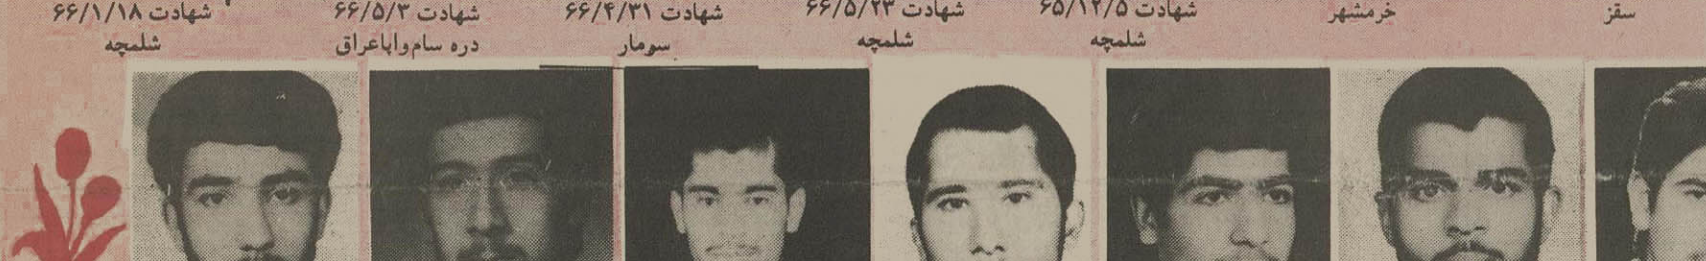 شهادت ۶۵/۱۲/۵
شلمچه
شهادت ۶۶/۵/۲۳
شلمچه
شهادت ۶۶/۴/۳۱
سومار
شهادت ۶۶/۵/۳
دره سام‌واپاعراق
شهادت ۶۶/۱/۱۸
شلمچه
خرمشهر
سقز